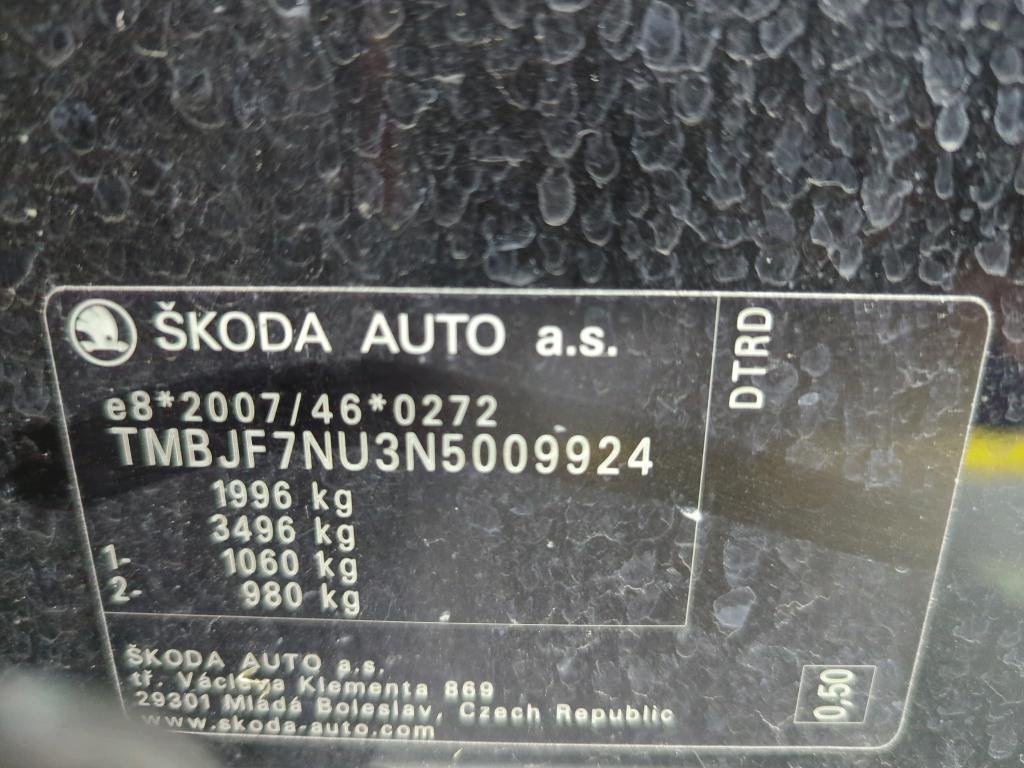 ŠKODA AUTO a.s.
DTRD
e8*2007/46*0272
TMBJF7NU3N5009924
1996 kg
3496 kg
1- 1060 kg
2- 980 kg
ŠKODA AUTO a.s.
tř. Václava Klementa 869
29301 Mladá Boleslav, Czech Republic
www.skoda-auto.com
0,50